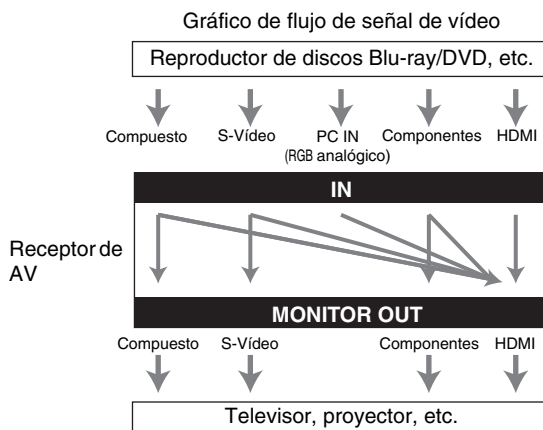 Gráfico de flujo de señal de vídeo
Reproductor de discos Blu-ray/DVD, etc.
Compuesto S-Vídeo PC IN Componentes HDMI
(RGB analógico)
IN
Receptor de
AV
MONITOR OUT
Compuesto S-Vídeo Componentes HDMI
Televisor, proyector, etc.